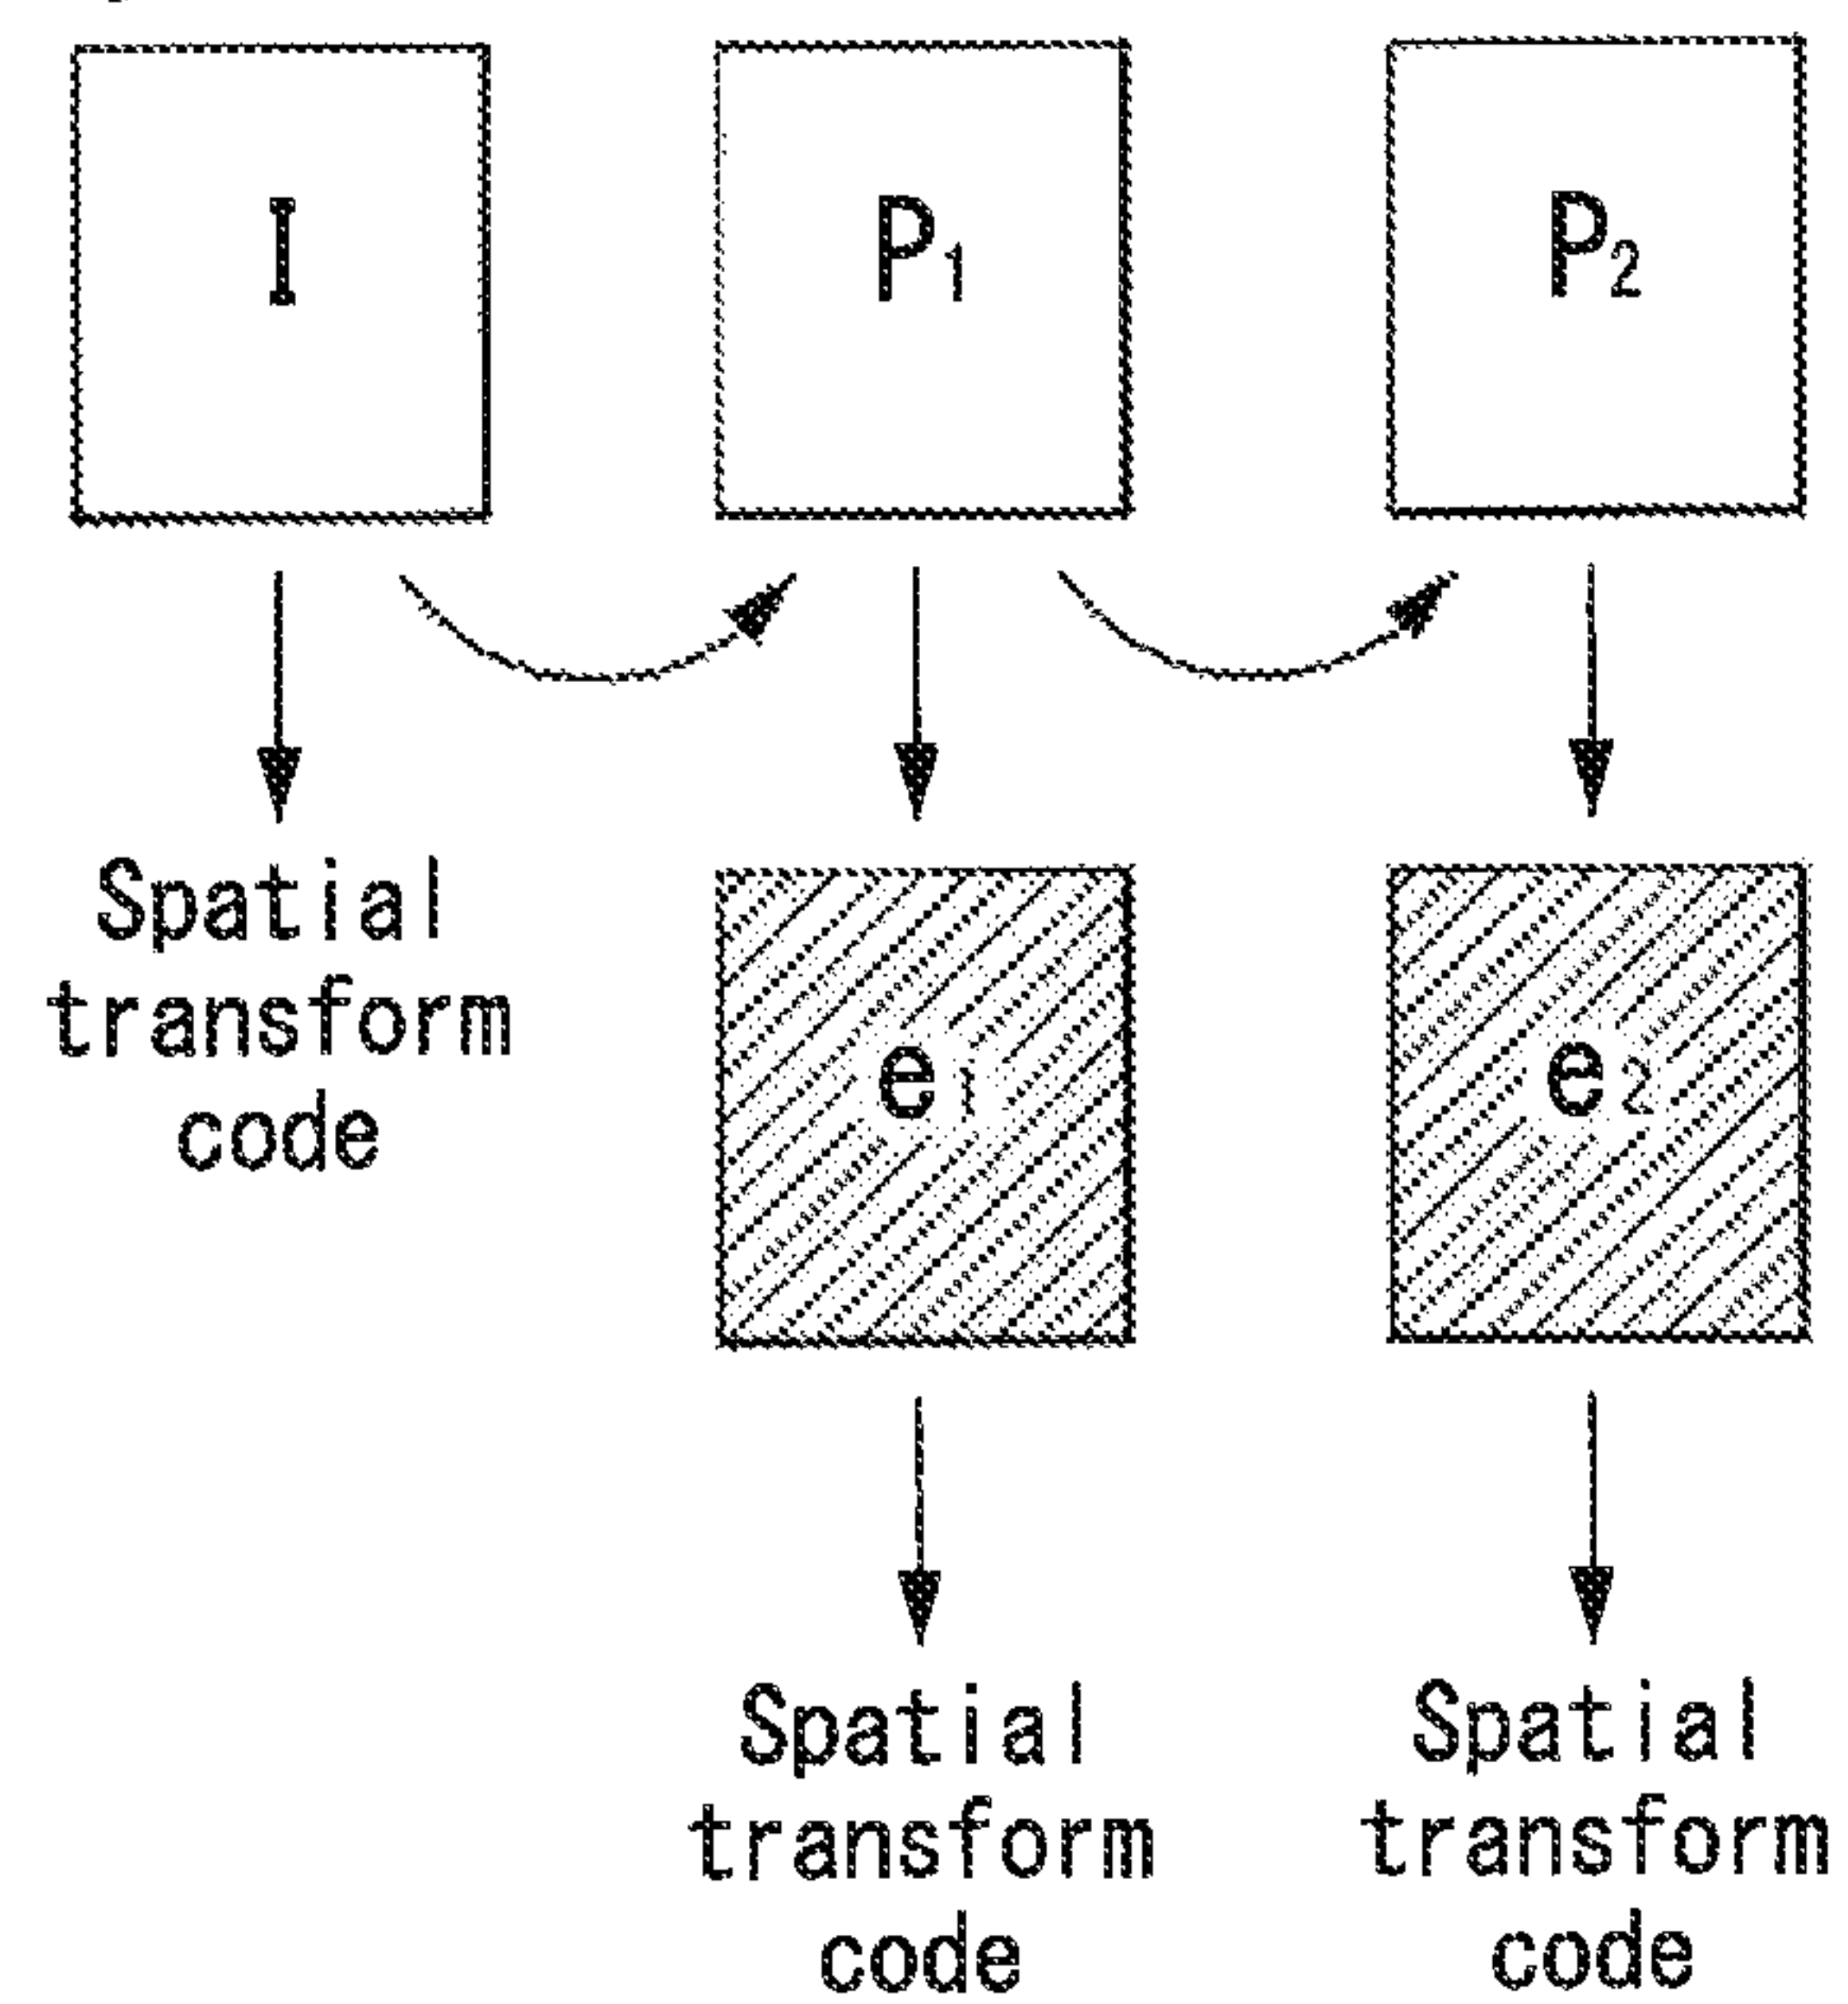 I
P₁
P₂
Spatial
transform
code
e₁
e₂
Spatial
transform
code
Spatial
transform
code